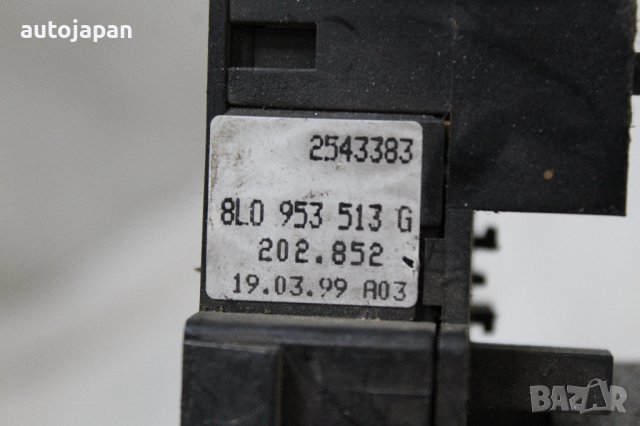 autojapan
2543383
8L0 953 513 G
202.852
19.03.99 A03
BAZAR